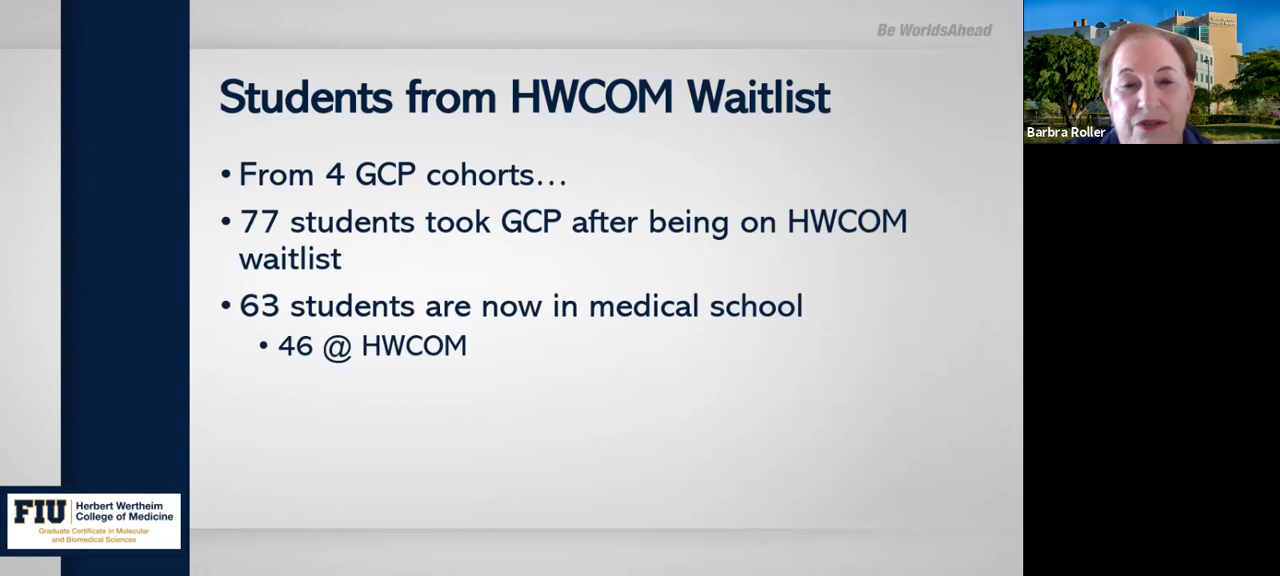 Be WorldsAhead
Students from HWCOM Waitlist
• From 4 GCP cohorts...
• 77 students took GCP after being on HWCOM
waitlist
• 63 students are now in medical school
• 46 @ HWCOM
FIU
Herbert Wertheim
College of Medicine
Graduate Certificate in Molecular
and Biomedical Sciences
Barbra Roller